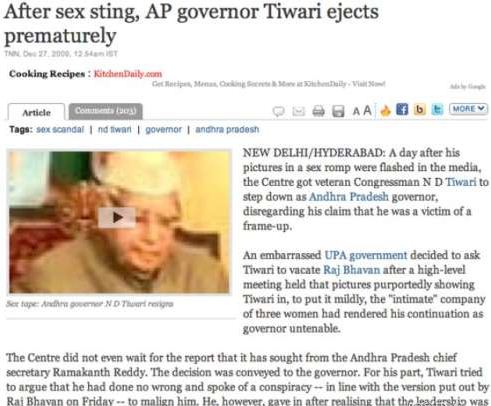 After sex sting, AP governor Tiwari ejects
prematurely
TNN, Dec 27, 2009, 12.54am IST
Cooking Recipes : KitchenDaily.com
Get Recipes, Menus, Cooking Secrets & More at KitchenDaily - Visit Now!
Ads by Google
Article Comments (203) A A MORE
Tags: sex scandal | nd tiwari | governor | andhra pradesh
Sex tape: Andhra governor N D Tiwari resigns
NEW DELHI/HYDERABAD: A day after his
pictures in a sex romp were flashed in the media,
the Centre got veteran Congressman N D Tiwari to
step down as Andhra Pradesh governor,
disregarding his claim that he was a victim of a
frame-up.
An embarrassed UPA government decided to ask
Tiwari to vacate Raj Bhavan after a high-level
meeting held that pictures purportedly showing
Tiwari in, to put it mildly, the "intimate" company
of three women had rendered his continuation as
governor untenable.
The Centre did not even wait for the report that it has sought from the Andhra Pradesh chief
secretary Ramakanth Reddy. The decision was conveyed to the governor. For his part, Tiwari tried
to argue that he had done no wrong and spoke of a conspiracy -- in line with the version put out by
Raj Bhavan on Friday -- to malign him. He, however, gave in after realising that the leadership was